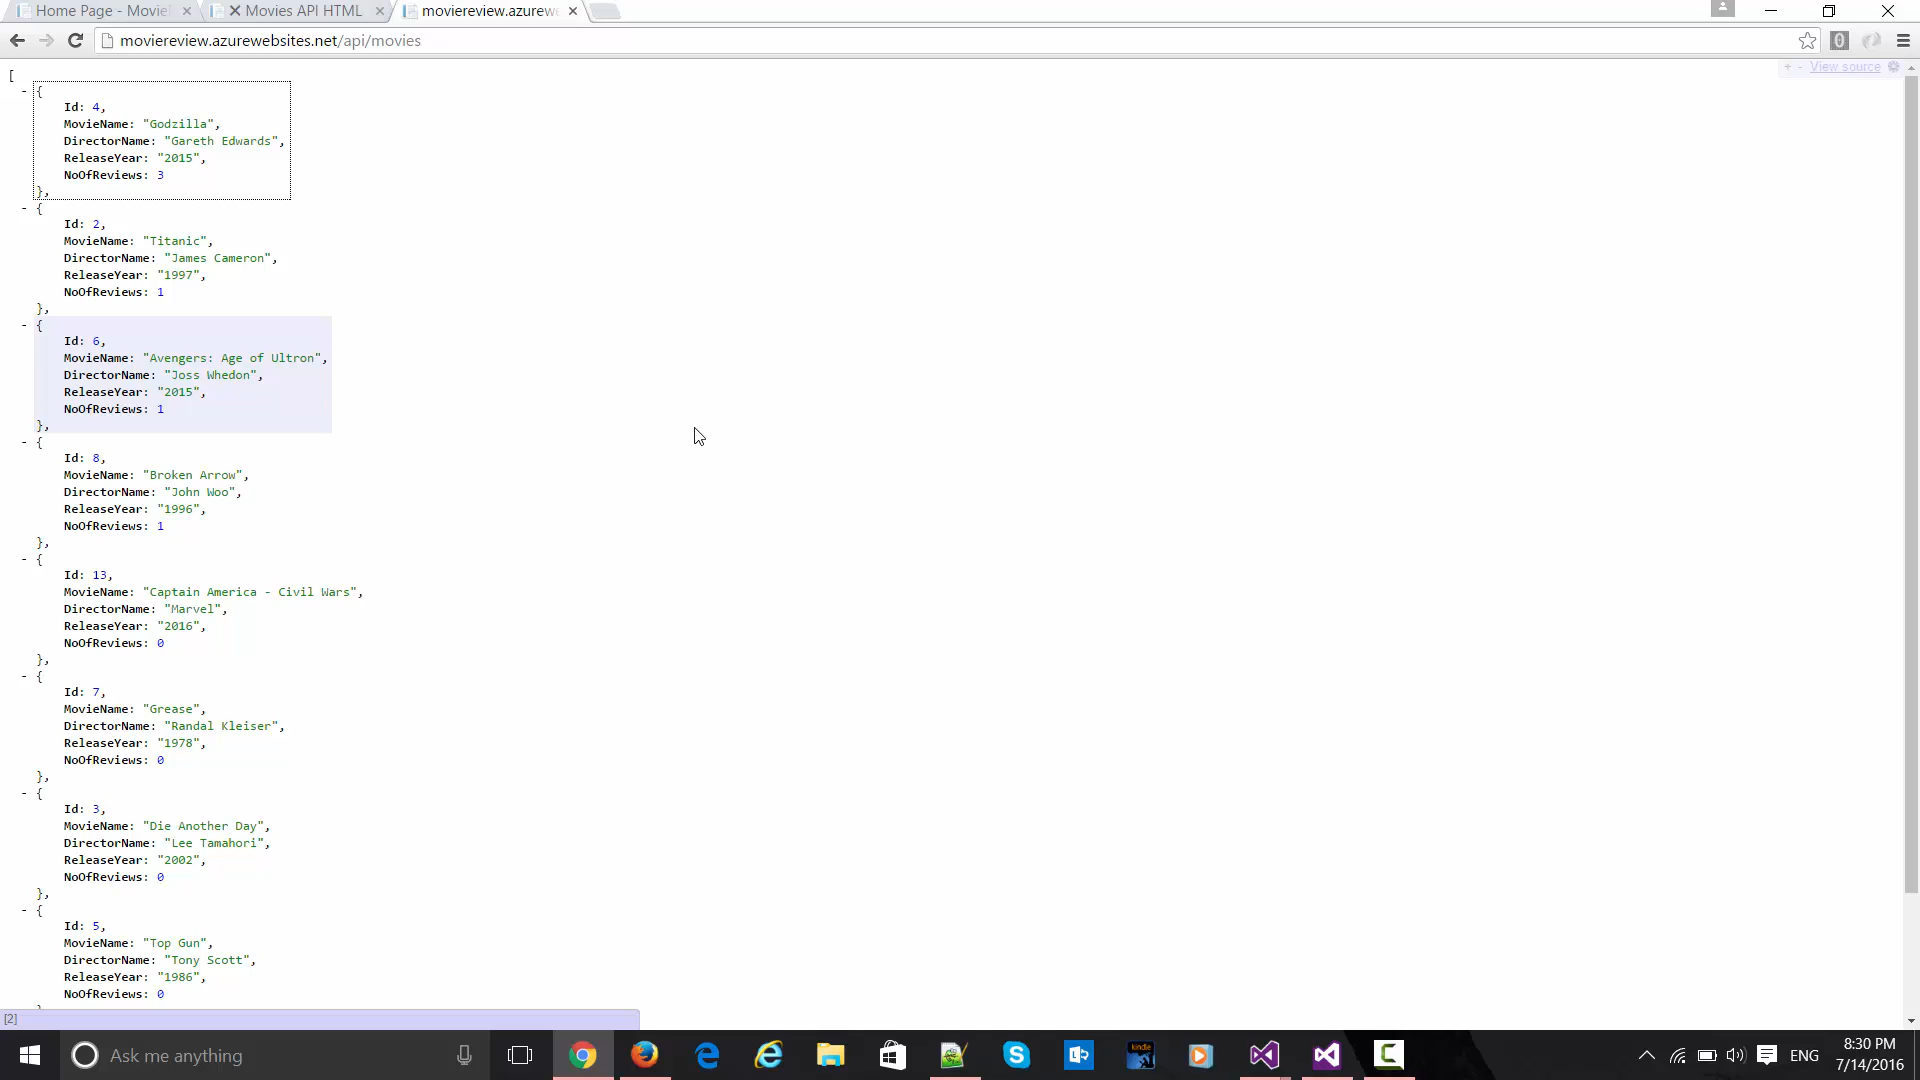 Home Page - Movie
✕ Movies API HTML
moviereview.azurew
moviereview.azurewebsites.net/api/movies
+ - View source
[
- {
Id: 4,
MovieName: "Godzilla",
DirectorName: "Gareth Edwards",
ReleaseYear: "2015",
NoOfReviews: 3
},
- {
Id: 2,
MovieName: "Titanic",
DirectorName: "James Cameron",
ReleaseYear: "1997",
NoOfReviews: 1
},
- {
Id: 6,
MovieName: "Avengers: Age of Ultron",
DirectorName: "Joss Whedon",
ReleaseYear: "2015",
NoOfReviews: 1
},
- {
Id: 8,
MovieName: "Broken Arrow",
DirectorName: "John Woo",
ReleaseYear: "1996",
NoOfReviews: 1
},
- {
Id: 13,
MovieName: "Captain America - Civil Wars",
DirectorName: "Marvel",
ReleaseYear: "2016",
NoOfReviews: 0
},
- {
Id: 7,
MovieName: "Grease",
DirectorName: "Randal Kleiser",
ReleaseYear: "1978",
NoOfReviews: 0
},
- {
Id: 3,
MovieName: "Die Another Day",
DirectorName: "Lee Tamahori",
ReleaseYear: "2002",
NoOfReviews: 0
},
- {
Id: 5,
MovieName: "Top Gun",
DirectorName: "Tony Scott",
ReleaseYear: "1986",
NoOfReviews: 0
[2]
Ask me anything
kindle
ENG
8:30 PM
7/14/2016